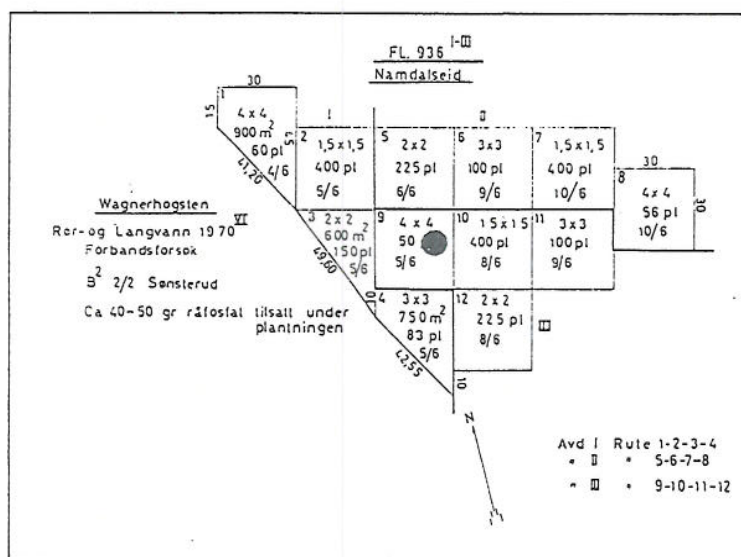 FL. 936 I-III
Namdalseid
30
1
15
4 x 4
900 m²
60 pl
4/6
41,20
I
2
1,5 x 1,5
400 pl
5/6
II
5
2 x 2
225 pl
6/6
6
3 x 3
100 pl
9/6
7
1,5 x 1,5
400 pl
10/6
30
8
4 x 4
56 pl
10/6
30
Wagnerhogsten
Rør- og Langvann 1970 VI
Forbandsforsøk
B² 2/2 Sønsterud
Ca 40-50 gr råfosfat tilsatt under
plantningen
3
2 x 2
600 m²
150 pl
5/6
49,60
9
4 x 4
50
5/6
10
1,5 x 1,5
400 pl
8/6
11
3 x 3
100 pl
9/6
10
4
3 x 3
750 m²
83 pl
5/6
42,55
12
2 x 2
225 pl
8/6
III
10
N
Avd I Rute 1-2-3-4
" II " 5-6-7-8
" III " 9-10-11-12